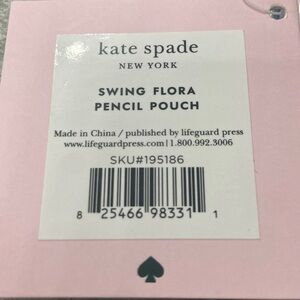 kate spade
NEW YORK
SWING FLORA
PENCIL POUCH
Made in China / published by lifeguard press
www.lifeguardpress.com | 1.800.992.3006
SKU#195186
8 25466 98331 1